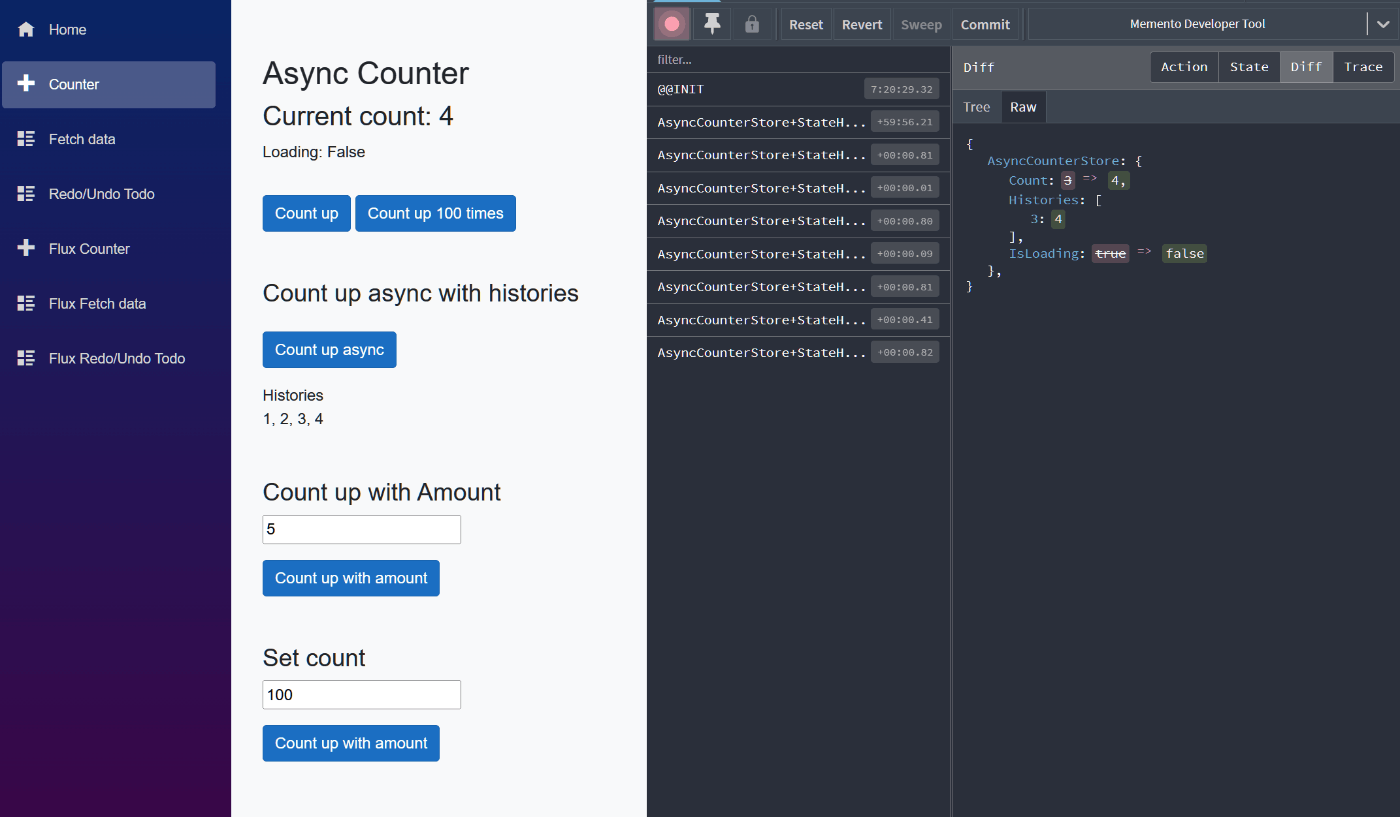 Home
Counter
Fetch data
Redo/Undo Todo
Flux Counter
Flux Fetch data
Flux Redo/Undo Todo
Async Counter
Current count: 4
Loading: False
Count up Count up 100 times
Count up async with histories
Count up async
Histories
1, 2, 3, 4
Count up with Amount
5
Count up with amount
Set count
100
Count up with amount
Reset Revert Sweep Commit Memento Developer Tool
filter...
@@INIT 7:20:29.32
AsyncCounterStore+StateH... +59:56.21
AsyncCounterStore+StateH... +00:00.81
AsyncCounterStore+StateH... +00:00.01
AsyncCounterStore+StateH... +00:00.80
AsyncCounterStore+StateH... +00:00.09
AsyncCounterStore+StateH... +00:00.81
AsyncCounterStore+StateH... +00:00.41
AsyncCounterStore+StateH... +00:00.82
Diff Action State Diff Trace
Tree Raw
{
AsyncCounterStore: {
Count: 3 => 4,
Histories: [
3: 4
],
IsLoading: true => false
},
}